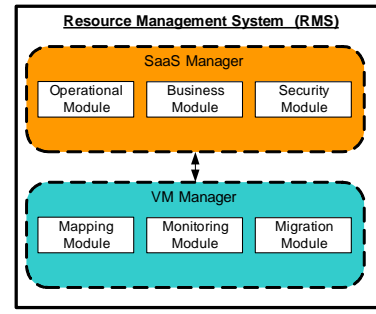 Resource Management System (RMS)
SaaS Manager
Operational Module
Business Module
Security Module
VM Manager
Mapping Module
Monitoring Module
Migration Module